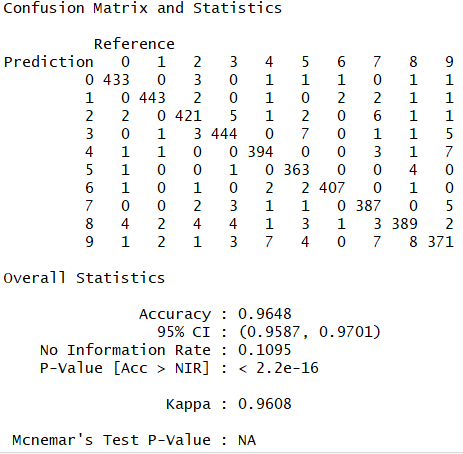 Confusion Matrix and Statistics
Reference
Prediction 0 1 2 3 4 5 6 7 8 9
0 433 0 3 0 1 1 1 0 1 1
1 0 443 2 0 1 0 2 2 1 1
2 2 0 421 5 1 2 0 6 1 1
3 0 1 3 444 0 7 0 1 1 5
4 1 1 0 0 394 0 0 3 1 7
5 1 0 0 1 0 363 0 0 4 0
6 1 0 1 0 2 2 407 0 1 0
7 0 0 2 3 1 1 0 387 0 5
8 4 2 4 4 1 3 1 3 389 2
9 1 2 1 3 7 4 0 7 8 371
Overall Statistics
Accuracy : 0.9648
95% CI : (0.9587, 0.9701)
No Information Rate : 0.1095
P-Value [Acc > NIR] : < 2.2e-16
Kappa : 0.9608
Mcnemar's Test P-Value : NA